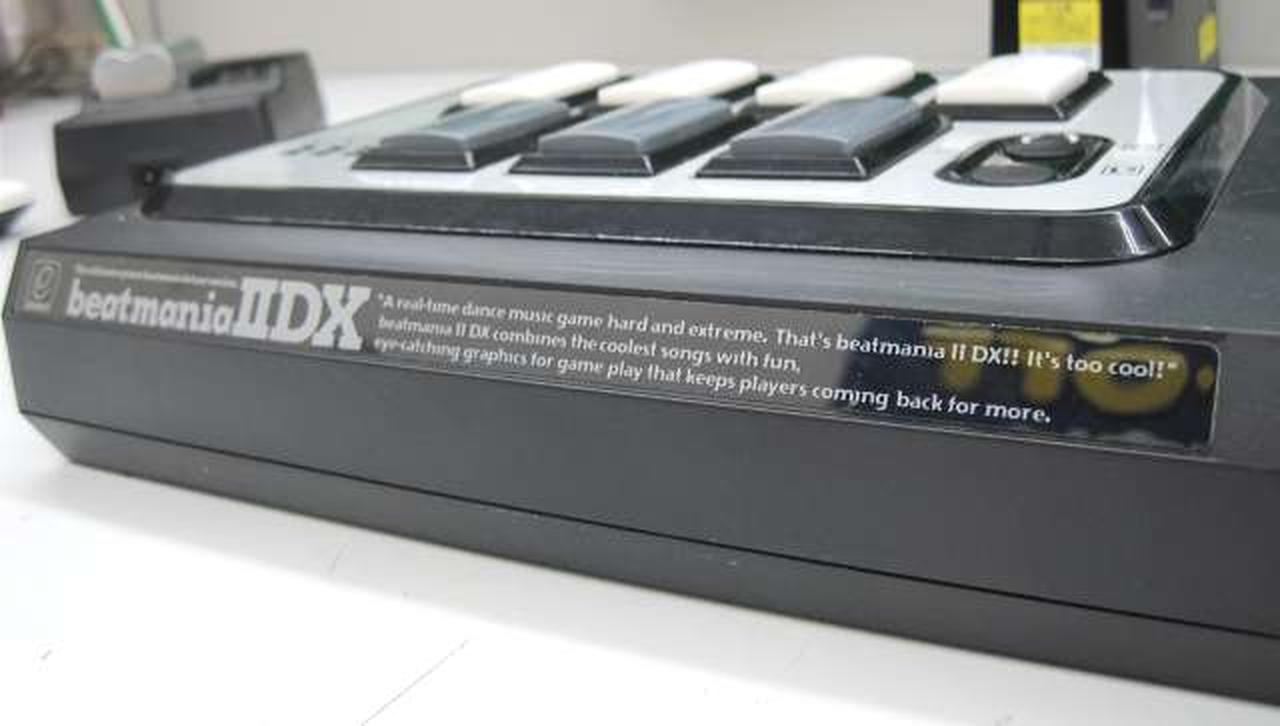 beatmania IIDX
"A real-time dance music game hard and extreme. That's beatmania II DX!! It's too cool!"
beatmania II DX combines the coolest songs with fun,
eye-catching graphics for game play that keeps players coming back for more.